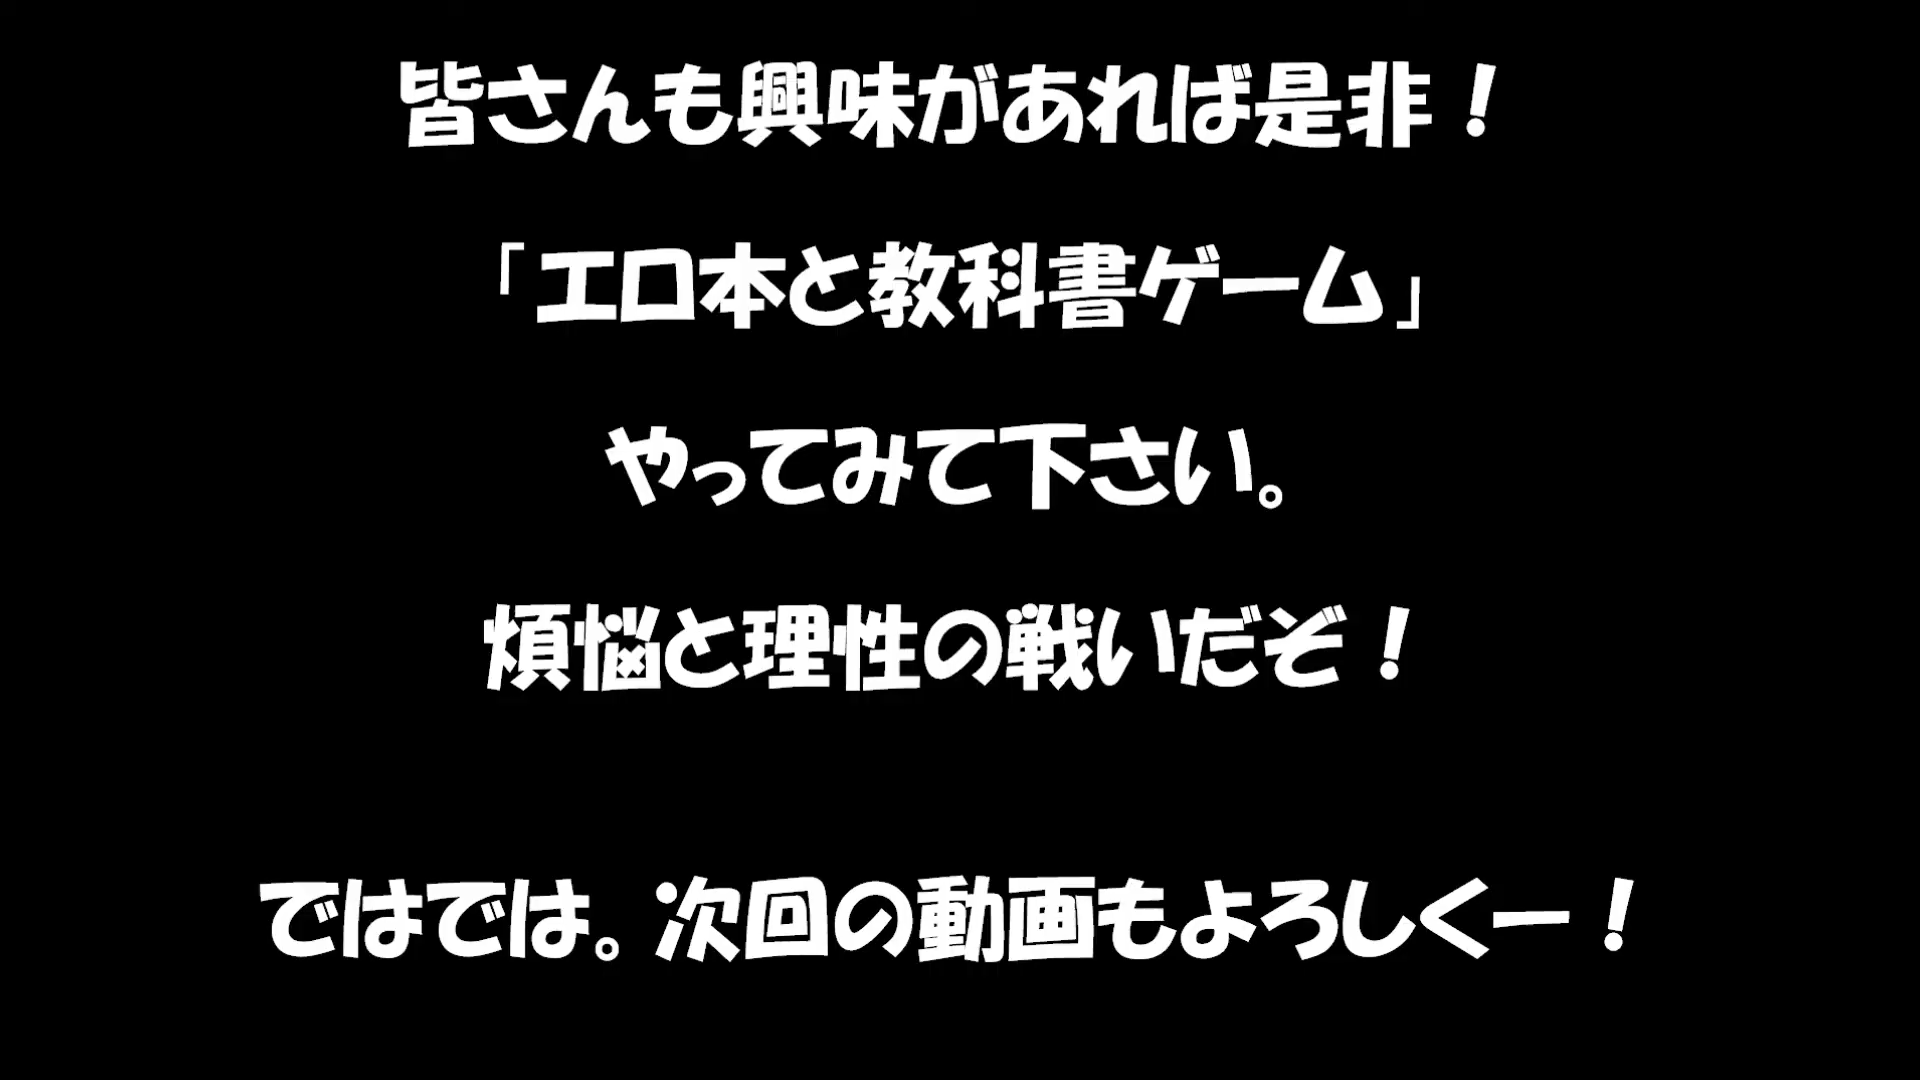 皆さんも興味があれば是非！
「エロ本と教科書ゲーム」
やってみて下さい。
煩悩と理性の戦いだぞ！
ではでは。次回の動画もよろしくー！